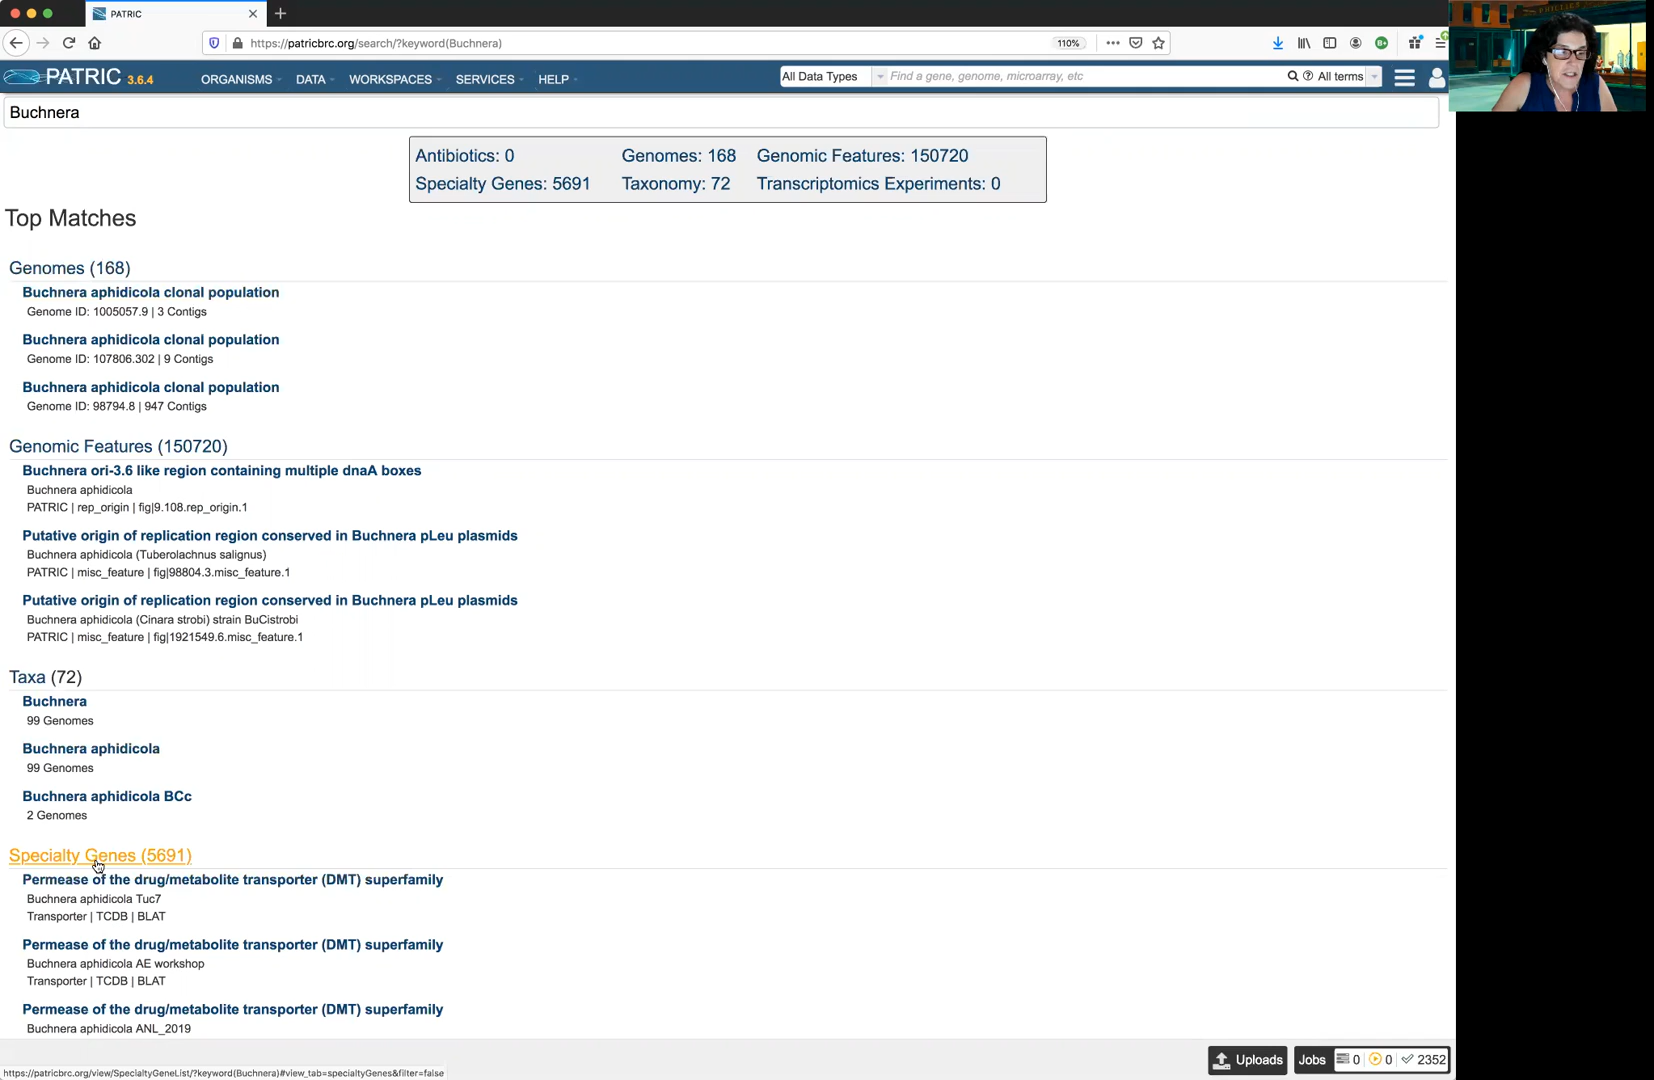 PATRIC
https://patricbrc.org/search/?keyword(Buchnera)
110%
PATRIC 3.6.4
ORGANISMS DATA WORKSPACES SERVICES HELP
All Data Types
Find a gene, genome, microarray, etc
All terms
Buchnera
Antibiotics: 0 Genomes: 168 Genomic Features: 150720
Specialty Genes: 5691 Taxonomy: 72 Transcriptomics Experiments: 0
Top Matches
Genomes (168)
Buchnera aphidicola clonal population
Genome ID: 1005057.9 | 3 Contigs
Buchnera aphidicola clonal population
Genome ID: 107806.302 | 9 Contigs
Buchnera aphidicola clonal population
Genome ID: 98794.8 | 947 Contigs
Genomic Features (150720)
Buchnera ori-3.6 like region containing multiple dnaA boxes
Buchnera aphidicola
PATRIC | rep_origin | fig|9.108.rep_origin.1
Putative origin of replication region conserved in Buchnera pLeu plasmids
Buchnera aphidicola (Tuberolachnus salignus)
PATRIC | misc_feature | fig|98804.3.misc_feature.1
Putative origin of replication region conserved in Buchnera pLeu plasmids
Buchnera aphidicola (Cinara strobi) strain BuCistrobi
PATRIC | misc_feature | fig|1921549.6.misc_feature.1
Taxa (72)
Buchnera
99 Genomes
Buchnera aphidicola
99 Genomes
Buchnera aphidicola BCc
2 Genomes
Specialty Genes (5691)
Permease of the drug/metabolite transporter (DMT) superfamily
Buchnera aphidicola Tuc7
Transporter | TCDB | BLAT
Permease of the drug/metabolite transporter (DMT) superfamily
Buchnera aphidicola AE workshop
Transporter | TCDB | BLAT
Permease of the drug/metabolite transporter (DMT) superfamily
Buchnera aphidicola ANL_2019
Uploads Jobs 0 0 2352
https://patricbrc.org/view/SpecialtyGeneList/?keyword(Buchnera)#view_tab=specialtyGenes&filter=false